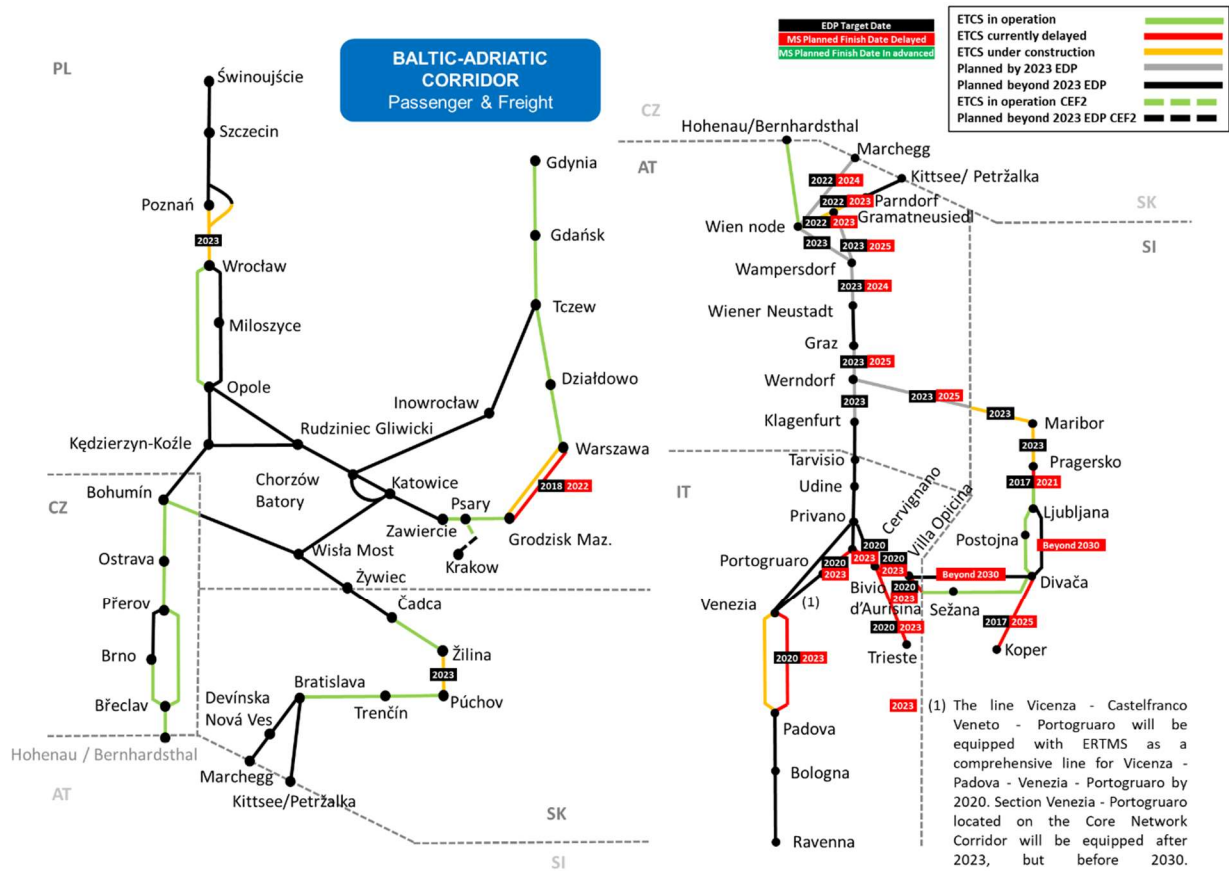 BALTIC-ADRIATIC
CORRIDOR
Passenger & Freight
EDP Target Date
MS Planned Finish Date Delayed
MS Planned Finish Date In advanced
ETCS in operation
ETCS currently delayed
ETCS under construction
Planned by 2023 EDP
Planned beyond 2023 EDP
ETCS in operation CEF2
Planned beyond 2023 EDP CEF2
PL
Świnoujście
Szczecin
Poznań
2023
Wrocław
Miloszyce
Opole
Kędzierzyn-Koźle
Rudziniec Gliwicki
Gdynia
Gdańsk
Tczew
Działdowo
Inowrocław
Warszawa
2018 2022
Chorzów
Batory
Katowice
Psary
Zawiercie
Grodzisk Maz.
Krakow
CZ
Bohumín
Ostrava
Přerov
Brno
Břeclav
Hohenau / Bernhardsthal
AT
Wisła Most
Żywiec
Čadca
Žilina
2023
Púchov
Trenčín
Bratislava
Devínska
Nová Ves
Marchegg
Kittsee/Petržalka
SK
SI
CZ
Hohenau/Bernhardsthal
AT
Marchegg
Kittsee/ Petržalka
2022 2024
2022 2023
Parndorf
2022 2023
Gramatneusiedl
SK
SI
Wien node
2023
2023 2025
Wampersdorf
2023 2024
Wiener Neustadt
Graz
2023 2025
Werndorf
2023
2023 2025
2023
Maribor
2023
Pragersko
2017 2021
Ljubljana
Postojna
Beyond 2030
Klagenfurt
Tarvisio
Udine
IT
Privano
Cervignano
Villa Opicina
2020
2023
2020
2023
2020
2023
Portogruaro
2020
2023
Beyond 2030
Divača
Bivio
d'Aurisina
Sežana
2017 2025
Koper
2020 2023
Trieste
Venezia
(1)
2020 2023
Padova
Bologna
Ravenna
2023 (1) The line Vicenza - Castelfranco
Veneto - Portogruaro will be
equipped with ERTMS as a
comprehensive line for Vicenza -
Padova - Venezia - Portogruaro by
2020. Section Venezia - Portogruaro
located on the Core Network
Corridor will be equipped after
2023, but before 2030.